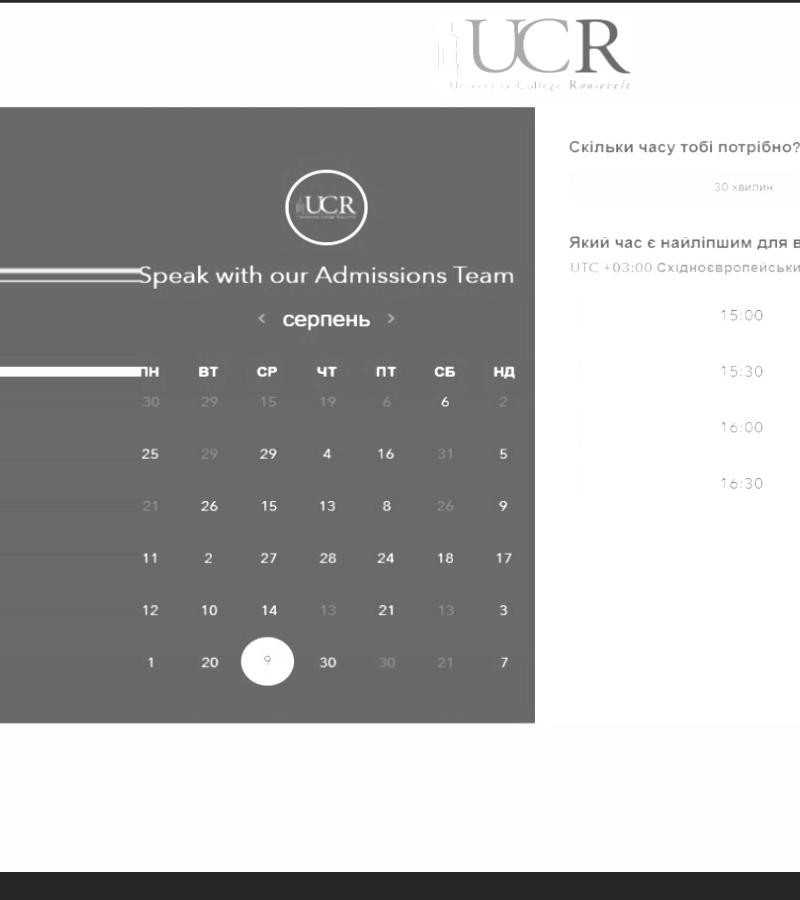 UCR
University College Roosevelt
UCR
Speak with our Admissions Team
‹ серпень ›
ПН ВТ СР ЧТ ПТ СБ НД
30 29 15 19 6 6 2
25 29 29 4 16 31 5
21 26 15 13 8 26 9
11 2 27 28 24 18 17
12 10 14 13 21 13 3
1 20 9 30 30 21 7
Скільки часу тобі потрібно?
30 хвилин
Який час є найліпшим для в
UTC +03:00 Східноєвропейськи
15:00
15:30
16:00
16:30